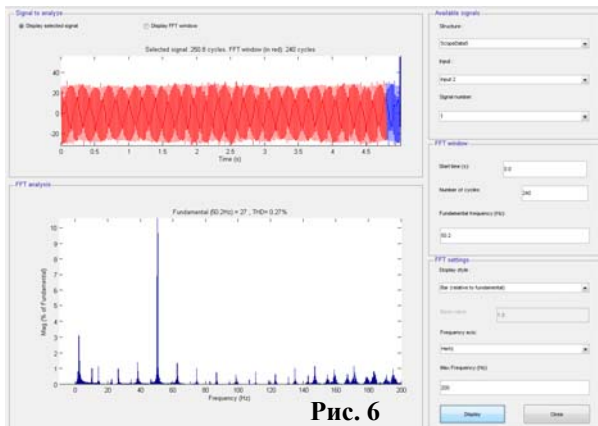 Signal to analyze
Display selected signal
Display FFT window
Selected signal: 250.8 cycles. FFT window (in red): 240 cycles
40
20
0
-20
0 0.5 1 1.5 2 2.5 3 3.5 4 4.5
Time (s)
FFT analysis
Fundamental (50.2Hz) = 27 , THD= 0.27%
Mag (% of Fundamental)
10
9
8
7
6
5
4
3
2
1
0
0 20 40 60 80 100 120 140 160 180 200
Frequency (Hz)
Рис. 6
Available signals
Structure :
ScopeData5
Input :
input 2
Signal number:
1
FFT window
Start time (s):
0.0
Number of cycles:
240
Fundamental frequency (Hz):
50.2
FFT settings
Display style :
Bar (relative to fundamental)
Base value:
1.0
Frequency axis:
Hertz
Max Frequency (Hz):
200
Display
Close